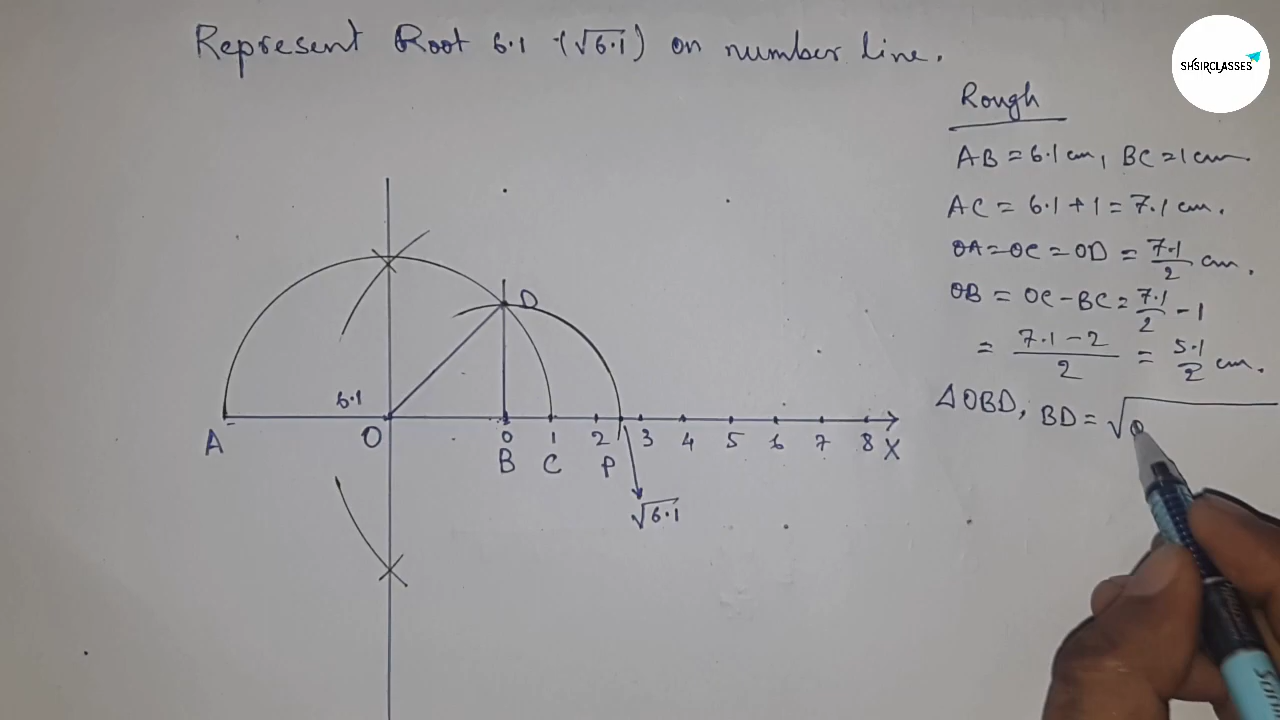 Represent Root 6.1 (√6.1) on number line.
SHSIRCLASSES
Rough
AB = 6.1 cm, BC = 1 cm.
AC = 6.1 + 1 = 7.1 cm.
OA = OC = OD = 7.1/2 cm.
OB = OC - BC = 7.1/2 - 1
= 7.1 - 2/2 = 5.1/2 cm.
△OBD, BD = √O
D
6.1
A O 0 1 2 3 4 5 6 7 8 X
B C P
√6.1